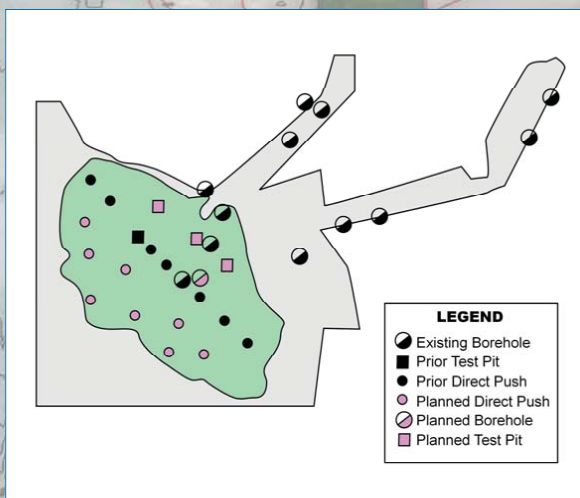 LEGEND
Existing Borehole
Prior Test Pit
Prior Direct Push
Planned Direct Push
Planned Borehole
Planned Test Pit